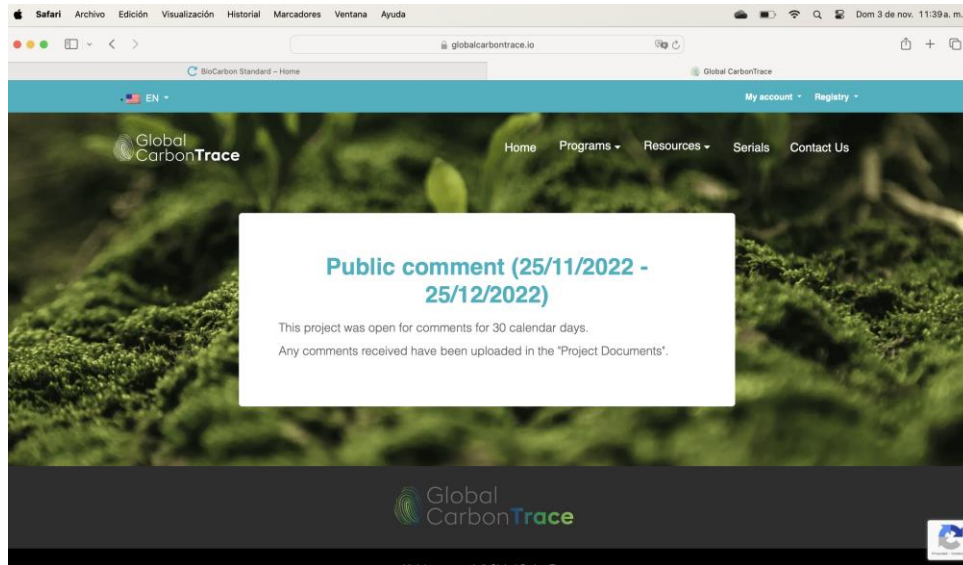 Safari Archivo Edición Visualización Historial Marcadores Ventana Ayuda Dom 3 de nov. 11:39 a. m.
globalcarbontrace.io
BioCarbon Standard – Home Global CarbonTrace
EN My account Registry
Global
CarbonTrace
Home Programs Resources Serials Contact Us
Public comment (25/11/2022 -
25/12/2022)
This project was open for comments for 30 calendar days.
Any comments received have been uploaded in the "Project Documents".
Global
CarbonTrace